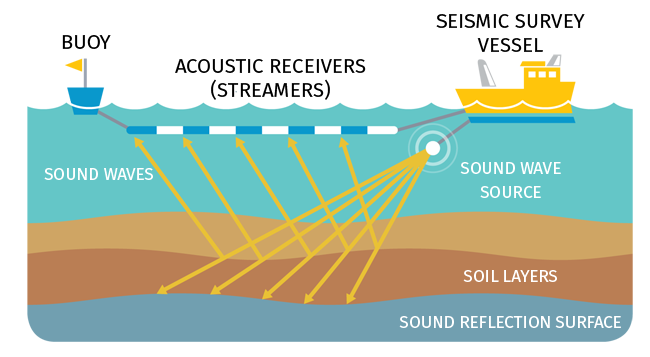 SEISMIC SURVEY
VESSEL
BUOY
ACOUSTIC RECEIVERS
(STREAMERS)
SOUND WAVES
SOUND WAVE
SOURCE
SOIL LAYERS
SOUND REFLECTION SURFACE